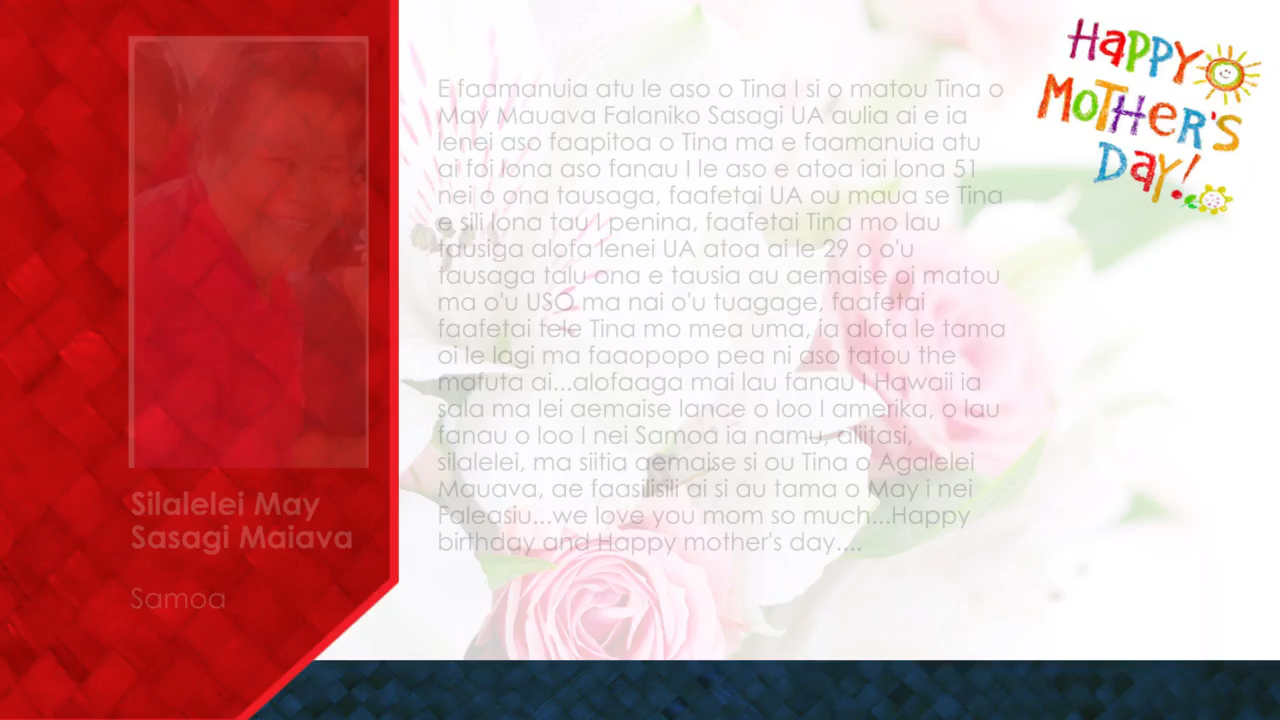 E faamanuia atu le aso o Tina I si o matou Tina o
May Mauava Falaniko Sasagi UA aulia ai e ia
lenei aso faapitoa o Tina ma e faamanuia atu
ai foi lona aso fanau I le aso e atoa iai lona 51
nei o ona tausaga, faafetai UA ou maua se Tina
e sili lona tau I penina, faafetai Tina mo lau
tausiga alofa lenei UA atoa ai le 29 o o'u
tausaga talu ona e tausia au aemaise oi matou
ma o'u USO ma nai o'u tuagage, faafetai
faafetai tele Tina mo mea uma, ia alofa le tama
oi le lagi ma faaopopo pea ni aso tatou the
matuta ai...alofaaga mai lau fanau I Hawaii ia
sala ma lei aemaise lance o loo I amerika, o lau
fanau o loo I nei Samoa ia namu, aliitasi,
silalelei, ma siitia aemaise si ou Tina o Agalelei
Mauava, ae faasilisili ai si au tama o May i nei
Faleasiu...we love you mom so much...Happy
birthday and Happy mother's day....
HAPPY
MOTHER'S
DAY!
Silalelei May
Sasagi Maiava
Samoa